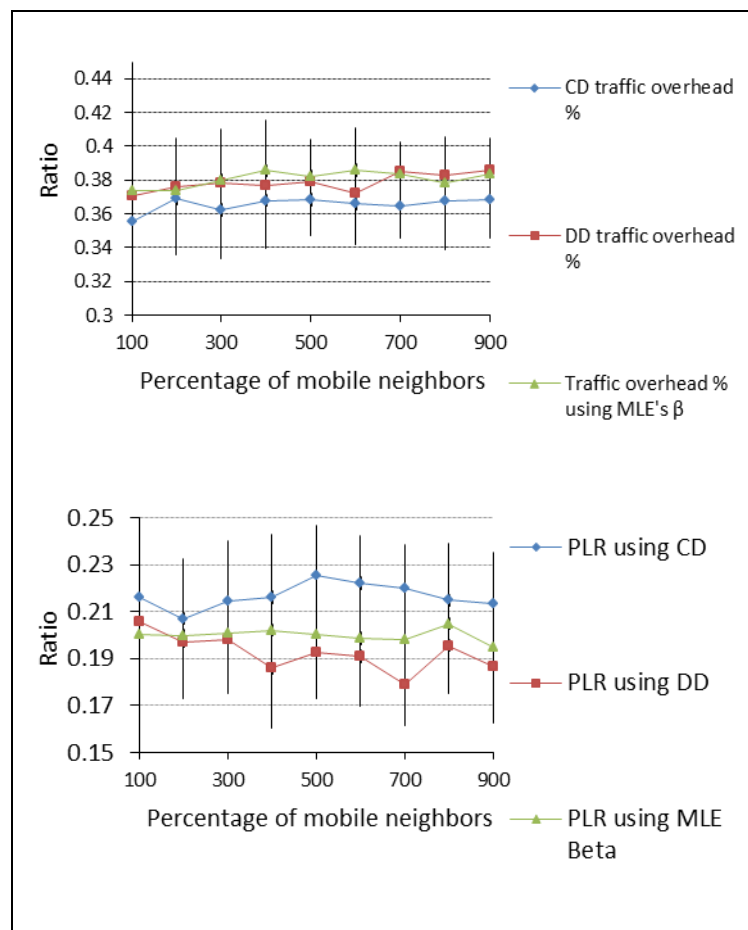 0.44
0.42
0.4
0.38
0.36
0.34
0.32
0.3
Ratio
100 300 500 700 900
Percentage of mobile neighbors
CD traffic overhead
%
DD traffic overhead
%
Traffic overhead %
using MLE's β
0.25
0.23
0.21
0.19
0.17
0.15
Ratio
100 300 500 700 900
Percentage of mobile neighbors
PLR using CD
PLR using DD
PLR using MLE
Beta